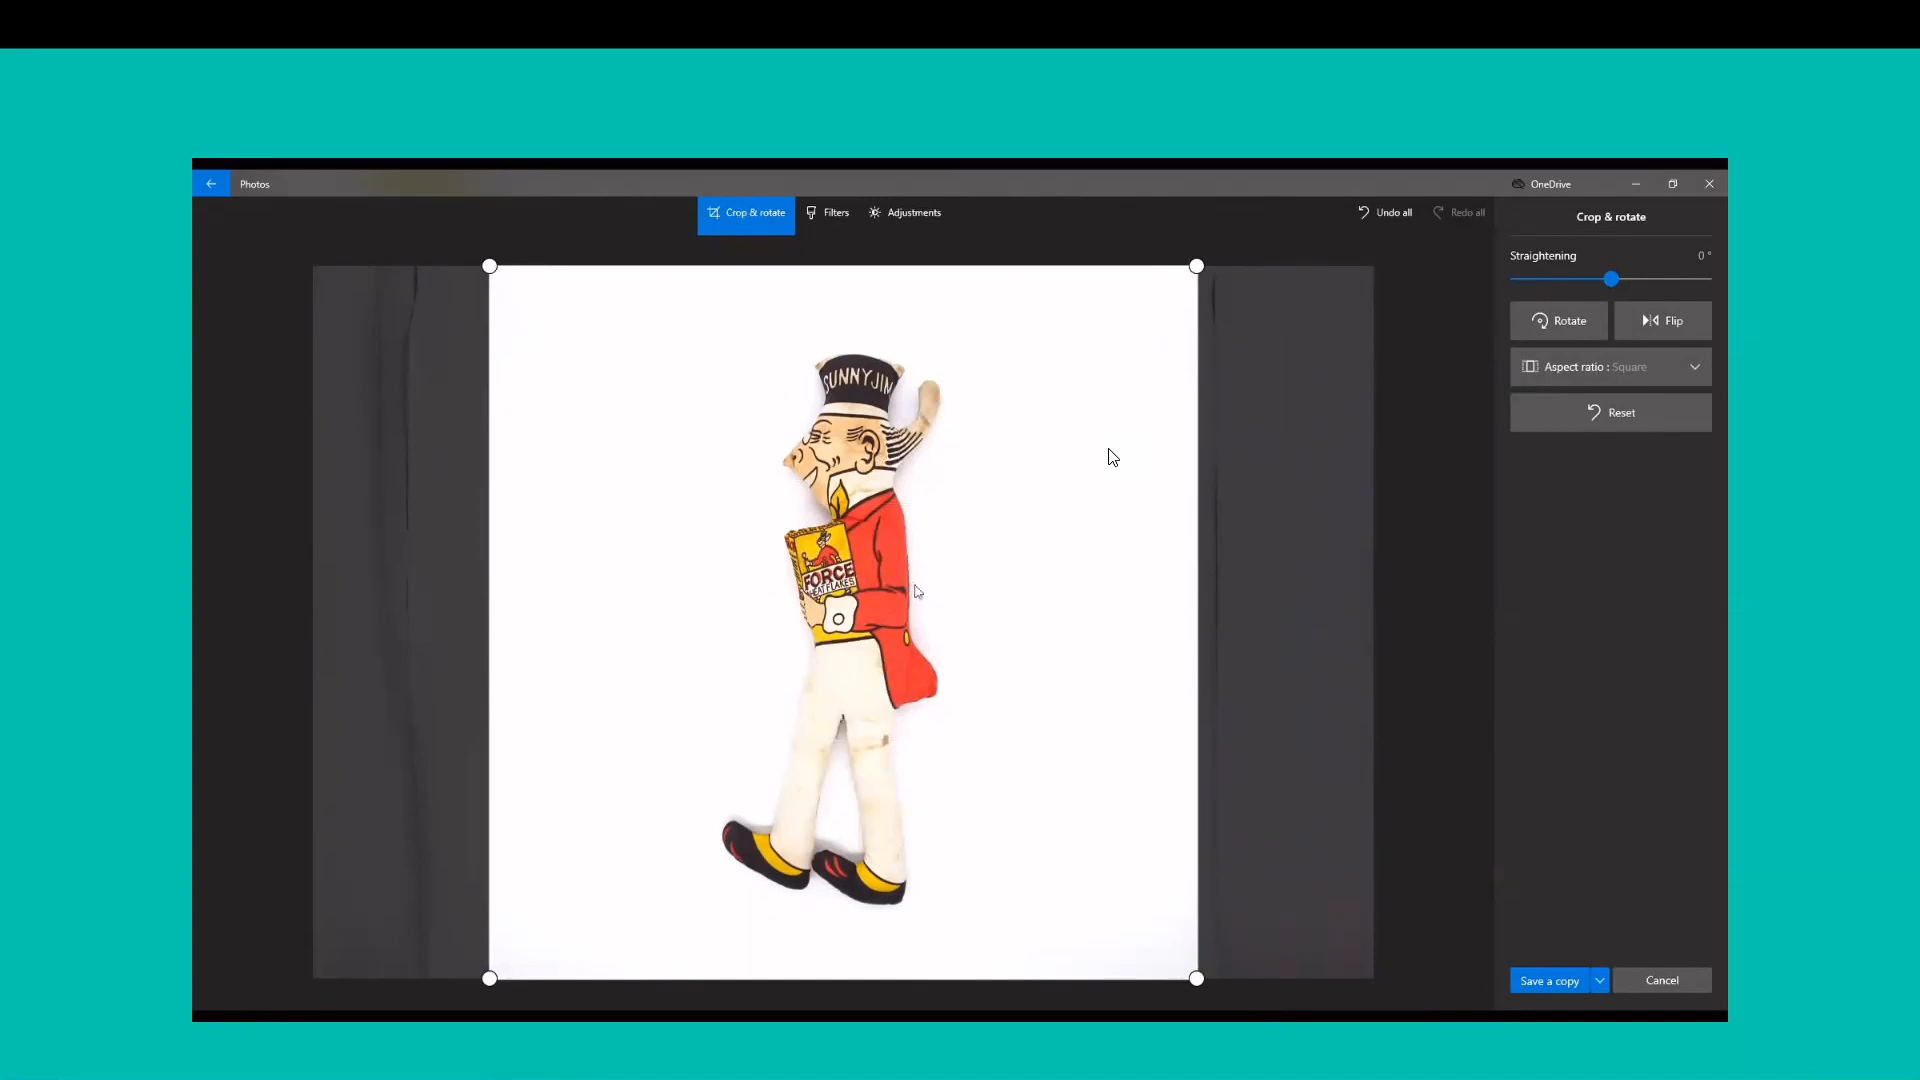 Photos
OneDrive
Crop & rotate
Filters
Adjustments
Undo all
Redo all
Crop & rotate
Straightening
0 °
Rotate
Flip
Aspect ratio : Square
Reset
SUNNY JIM
FORCE
Save a copy
Cancel